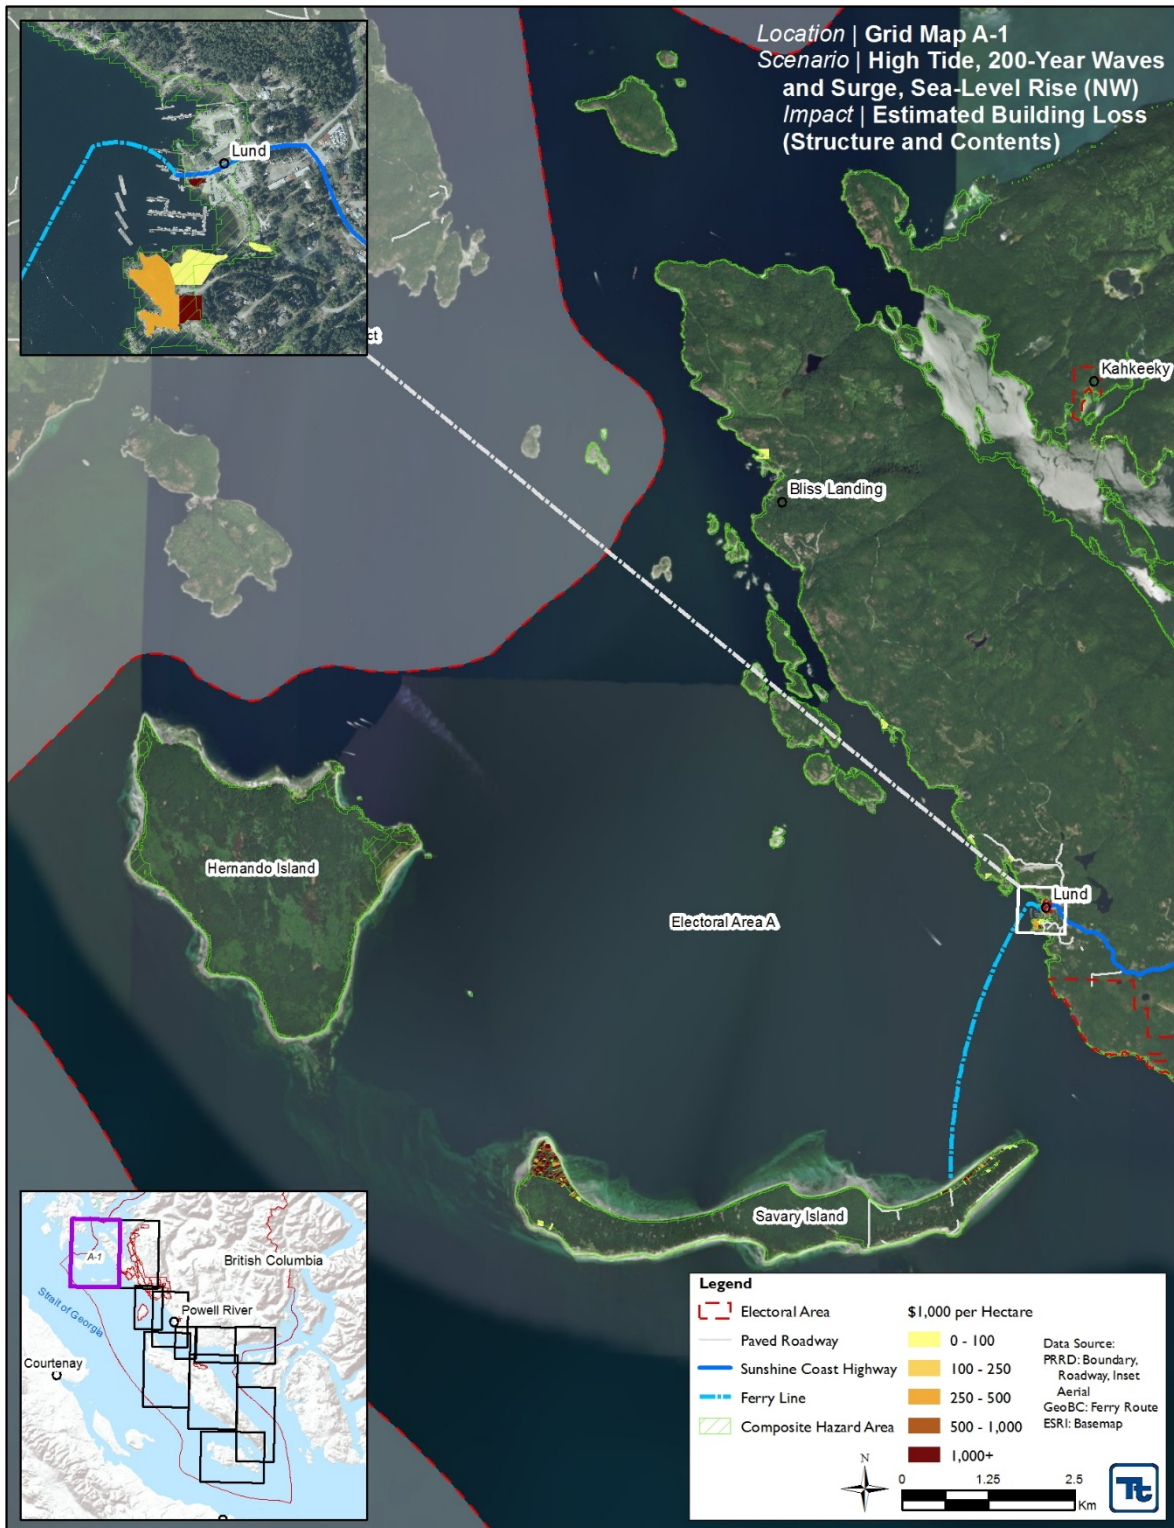 Location | Grid Map A-1
Scenario | High Tide, 200-Year Waves
and Surge, Sea-Level Rise (NW)
Impact | Estimated Building Loss
(Structure and Contents)
Lund
ct
Kahkeeky
Bliss Landing
Hernando Island
Lund
Electoral Area A
Savary Island
A-1
British Columbia
Strait of Georgia
Powell River
Courtenay
Legend
Electoral Area
Paved Roadway
Sunshine Coast Highway
Ferry Line
Composite Hazard Area
$1,000 per Hectare
0 - 100
100 - 250
250 - 500
500 - 1,000
1,000+
Data Source:
PRRD: Boundary,
Roadway, Inset
Aerial
GeoBC: Ferry Route
ESRI: Basemap
N
0 1.25 2.5
Km
Tt